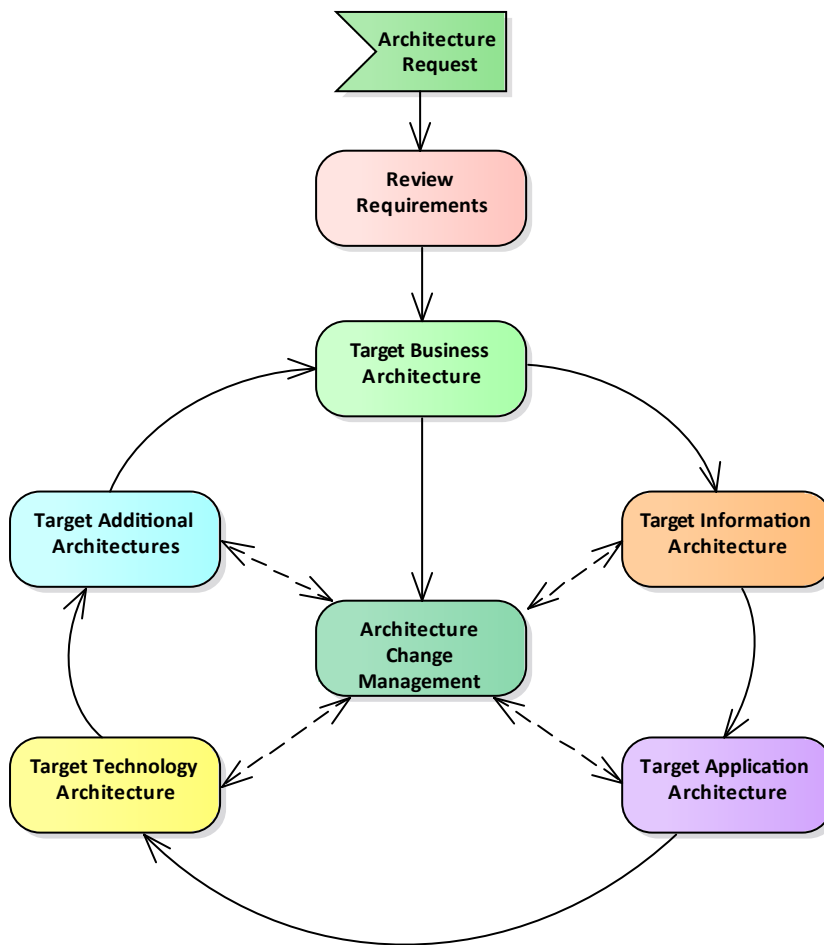 Architecture
Request
Review
Requirements
Target Business
Architecture
Target Additional
Architectures
Target Information
Architecture
Architecture
Change
Management
Target Technology
Architecture
Target Application
Architecture